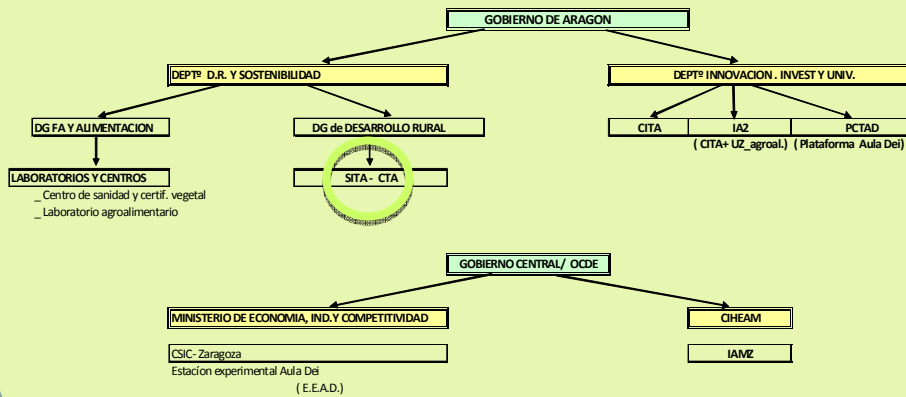 GOBIERNO DE ARAGON
DEPTº D.R. Y SOSTENIBILIDAD
DEPTº INNOVACION . INVEST Y UNIV.
DG FA Y ALIMENTACION
DG de DESARROLLO RURAL
CITA
IA2
PCTAD
( CITA+ UZ_agroal.)
( Plataforma Aula Dei)
LABORATORIOS Y CENTROS
SITA - CTA
_ Centro de sanidad y certif. vegetal
_ Laboratorio agroalimentario
GOBIERNO CENTRAL/ OCDE
MINISTERIO DE ECONOMIA, IND.Y COMPETITIVIDAD
CIHEAM
CSIC- Zaragoza
IAMZ
Estacíon experimental Aula Dei
( E.E.A.D.)